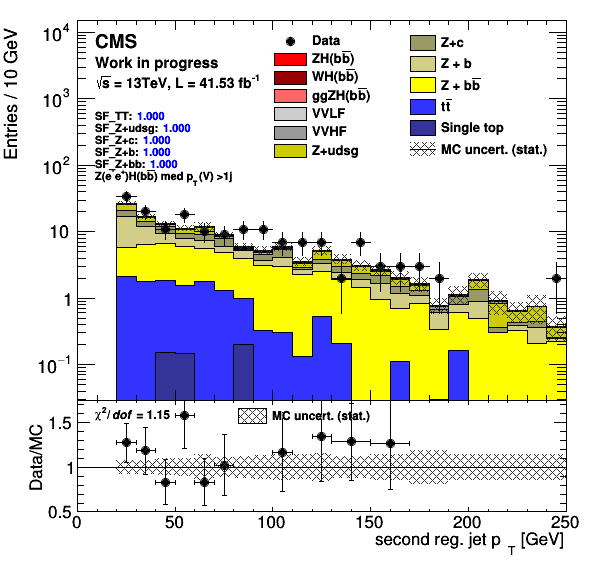 CMS
Work in progress
√s = 13TeV, L = 41.53 fb⁻¹
SF_TT: 1.000
SF_Z+udsg: 1.000
SF_Z+c: 1.000
SF_Z+b: 1.000
SF_Z+bb: 1.000
Z(e⁻e⁺)H(bb̅) med p_T(V) >1j
Data
ZH(bb̅)
WH(bb̅)
ggZH(bb̅)
VVLF
VVHF
Z+udsg
Z+c
Z + b
Z + bb̅
tt̅
Single top
MC uncert. (stat.)
Entries / 10 GeV
10⁴
10³
10²
10
1
10⁻¹
χ²/dof = 1.15
MC uncert. (stat.)
Data/MC
1.5
1
0.5
0
50
100
150
200
250
second reg. jet p_T [GeV]